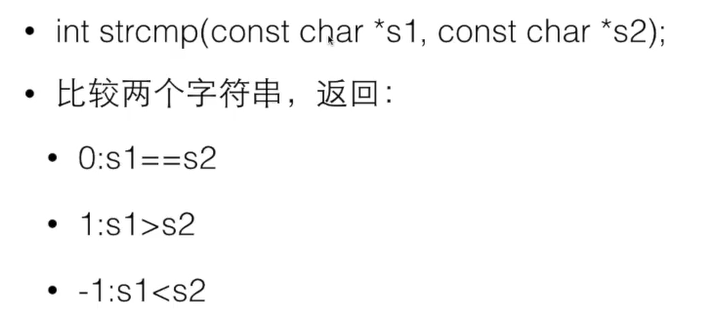 • int strcmp(const char *s1, const char *s2);
• 比较两个字符串，返回：
• 0:s1==s2
• 1:s1>s2
• -1:s1<s2